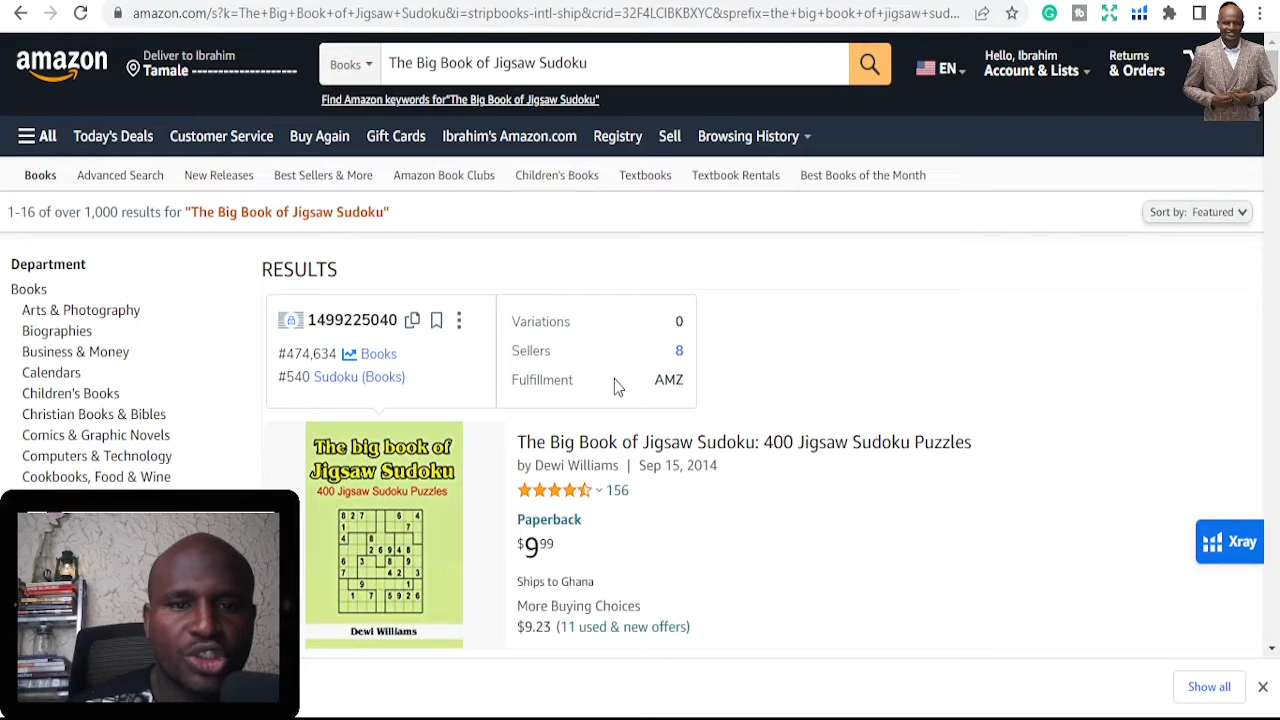 amazon.com/s?k=The+Big+Book+of+Jigsaw+Sudoku&i=stripbooks-intl-ship&crid=32F4LCIBKBXYC&sprefix=the+big+book+of+jigsaw+sud...
amazon
Deliver to Ibrahim
Tamale
Books
The Big Book of Jigsaw Sudoku
EN
Hello, Ibrahim
Account & Lists
Returns
& Orders
Find Amazon keywords for"The Big Book of Jigsaw Sudoku"
All
Today's Deals
Customer Service
Buy Again
Gift Cards
Ibrahim's Amazon.com
Registry
Sell
Browsing History
Books
Advanced Search
New Releases
Best Sellers & More
Amazon Book Clubs
Children's Books
Textbooks
Textbook Rentals
Best Books of the Month
1-16 of over 1,000 results for "The Big Book of Jigsaw Sudoku"
Sort by: Featured
Department
Books
Arts & Photography
Biographies
Business & Money
Calendars
Children's Books
Christian Books & Bibles
Comics & Graphic Novels
Computers & Technology
Cookbooks, Food & Wine
RESULTS
1499225040
#474,634 Books
#540 Sudoku (Books)
Variations 0
Sellers 8
Fulfillment AMZ
The big book of
Jigsaw Sudoku
400 Jigsaw Sudoku Puzzles
Dewi Williams
The Big Book of Jigsaw Sudoku: 400 Jigsaw Sudoku Puzzles
by Dewi Williams | Sep 15, 2014
156
Paperback
$9.99
Ships to Ghana
More Buying Choices
$9.23 (11 used & new offers)
Xray
Show all